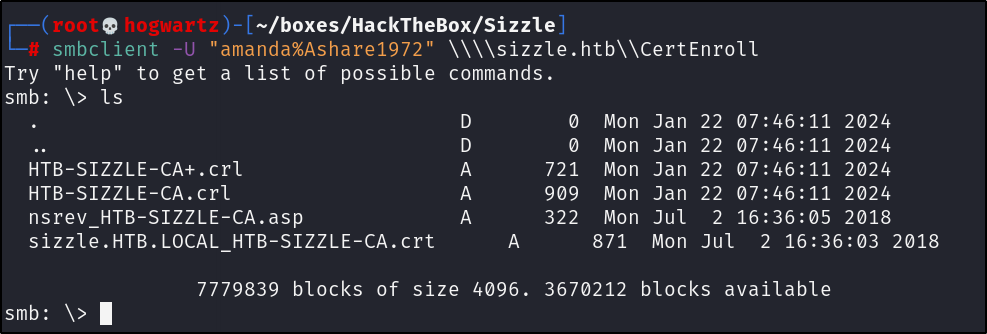 ┌──(root💀hogwartz)-[~/boxes/HackTheBox/Sizzle]
└─# smbclient -U "amanda%Ashare1972" \\\\sizzle.htb\\CertEnroll
Try "help" to get a list of possible commands.
smb: \> ls
  .                                   D        0  Mon Jan 22 07:46:11 2024
  ..                                  D        0  Mon Jan 22 07:46:11 2024
  HTB-SIZZLE-CA+.crl                  A      721  Mon Jan 22 07:46:11 2024
  HTB-SIZZLE-CA.crl                   A      909  Mon Jan 22 07:46:11 2024
  nsrev_HTB-SIZZLE-CA.asp             A      322  Mon Jul  2 16:36:05 2018
  sizzle.HTB.LOCAL_HTB-SIZZLE-CA.crt      A      871  Mon Jul  2 16:36:03 2018

                7779839 blocks of size 4096. 3670212 blocks available
smb: \>